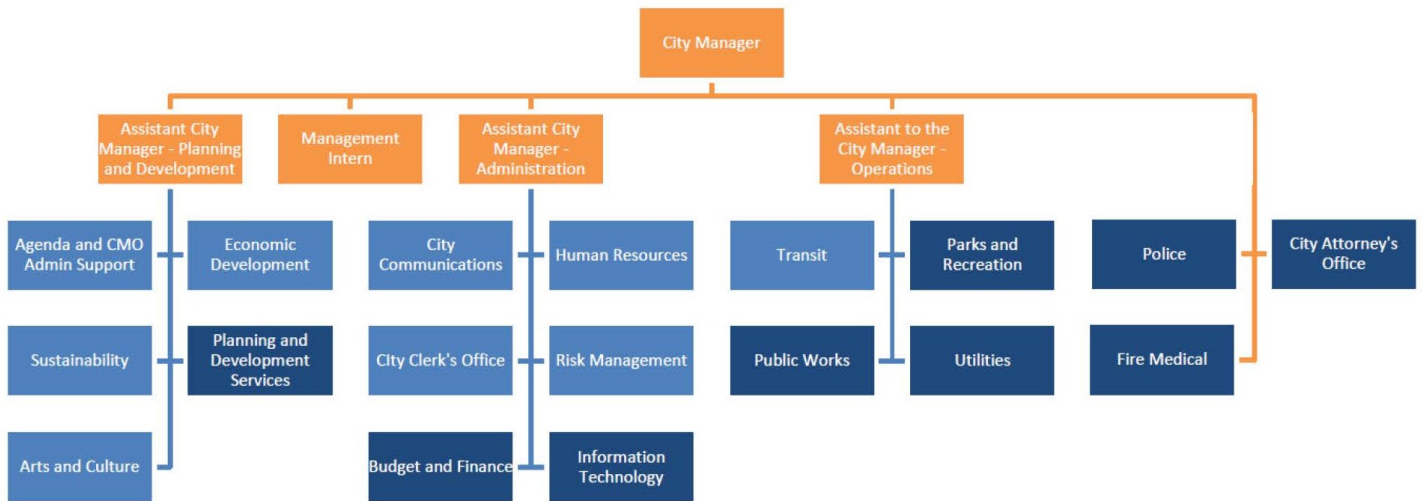 City Manager
Assistant City
Manager - Planning
and Development
Management
Intern
Assistant City
Manager -
Administration
Assistant to the
City Manager -
Operations
Agenda and CMO
Admin Support
Economic
Development
City
Communications
Human Resources
Transit
Parks and
Recreation
Police
City Attorney's
Office
Sustainability
Planning and
Development
Services
CIty Clerk's Office
Risk Management
Public Works
Utilities
Fire Medical
Arts and Culture
Budget and Finance
Information
Technology